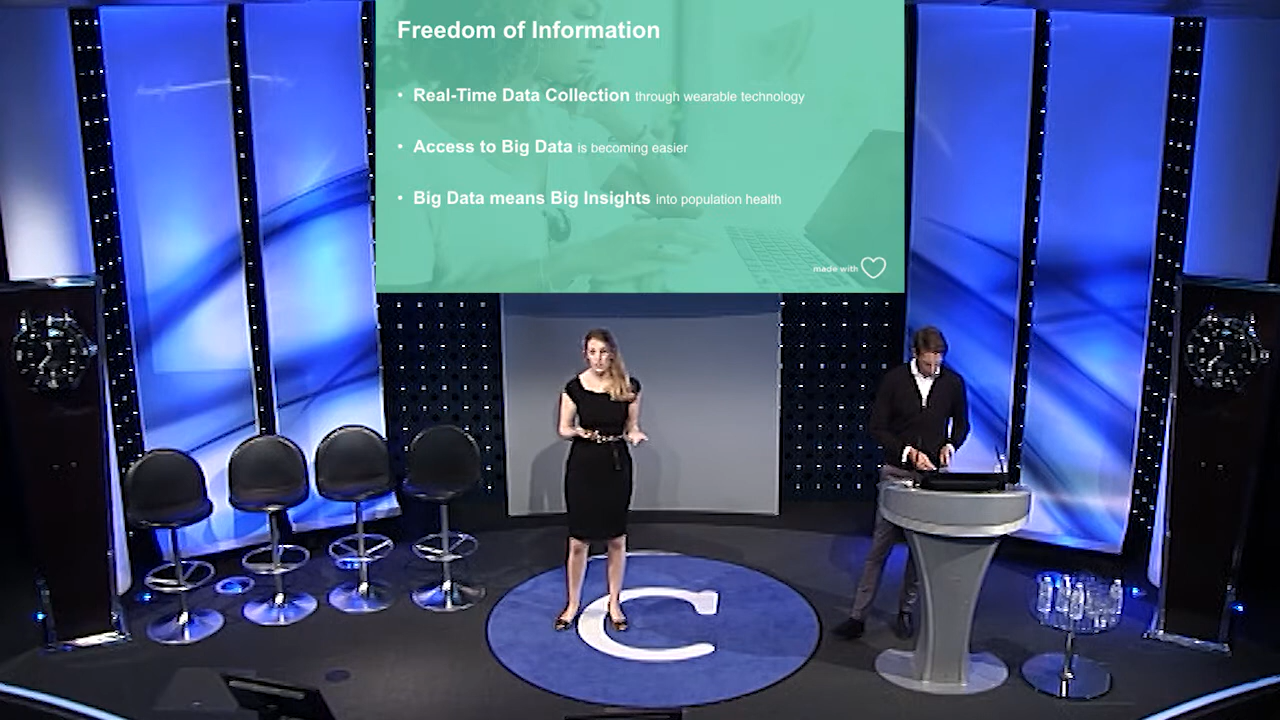 Freedom of Information
• Real-Time Data Collection through wearable technology
• Access to Big Data is becoming easier
• Big Data means Big Insights into population health
made with
C